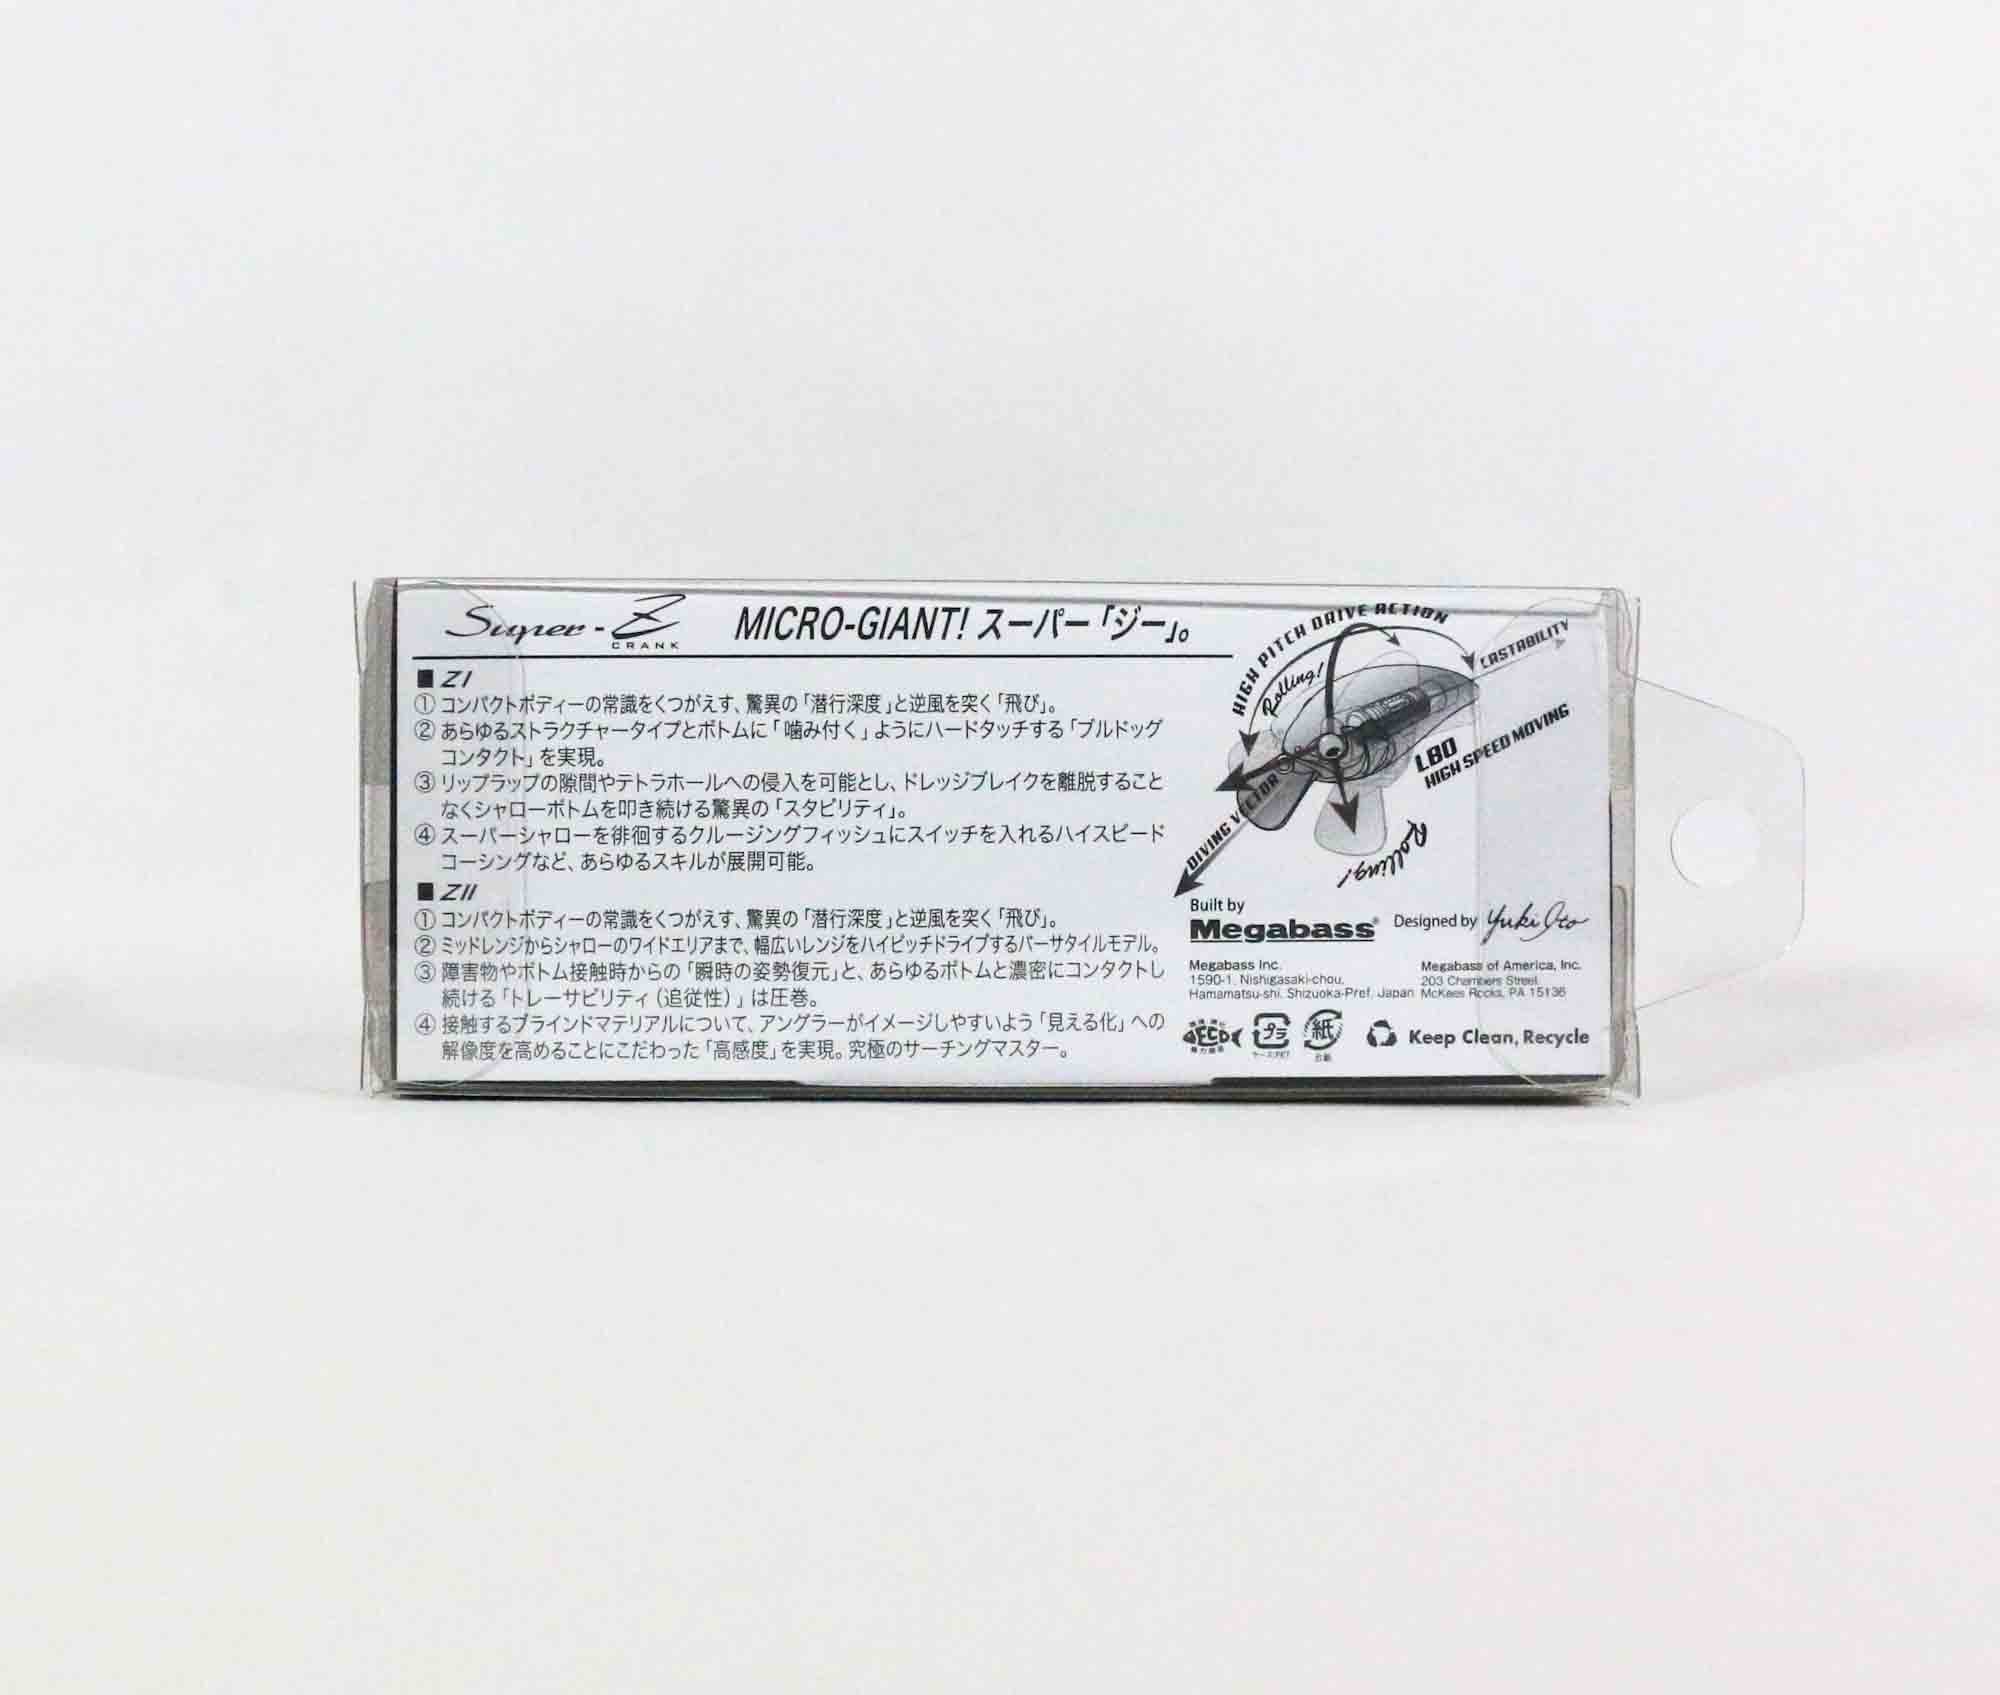 Super-Z
CRANK
MICRO-GIANT! スーパー「ジー」。
■ ZI
① コンパクトボディーの常識をくつがえす、驚異の「潜行深度」と逆風を突く「飛び」。
② あらゆるストラクチャータイプとボトムに「噛み付く」ようにハードタッチする「ブルドッグ
コンタクト」を実現。
③ リップラップの隙間やテトラホールへの侵入を可能とし、ドレッジブレイクを離脱すること
なくシャローボトムを叩き続ける驚異の「スタビリティ」。
④ スーパーシャローを徘徊するクルージングフィッシュにスイッチを入れるハイスピード
コーシングなど、あらゆるスキルが展開可能。
■ ZII
① コンパクトボディーの常識をくつがえす、驚異の「潜行深度」と逆風を突く「飛び」。
② ミッドレンジからシャローのワイドエリアまで、幅広いレンジをハイピッチドライブするバーサタイルモデル。
③ 障害物やボトム接触時からの「瞬時の姿勢復元」と、あらゆるボトムと濃密にコンタクトし
続ける「トレーサビリティ(追従性)」は圧巻。
④ 接触するブラインドマテリアルについて、アングラーがイメージしやすいよう「見える化」への
解像度を高めることにこだわった「高感度」を実現。究極のサーチングマスター。
HIGH PITCH DRIVE ACTION
Rolling!
CASTABILITY
LBO
HIGH SPEED MOVING
DIVING VECTOR
Rolling!
Built by
Megabass®
Designed by Yuki Ito
Megabass Inc.
1590-1, Nishigasaki-chou,
Hamamatsu-shi, Shizuoka-Pref, Japan
Megabass of America, Inc.
203 Chambers Street
McKees Rocks, PA 15136
ECO
プラ
紙
Keep Clean, Recycle